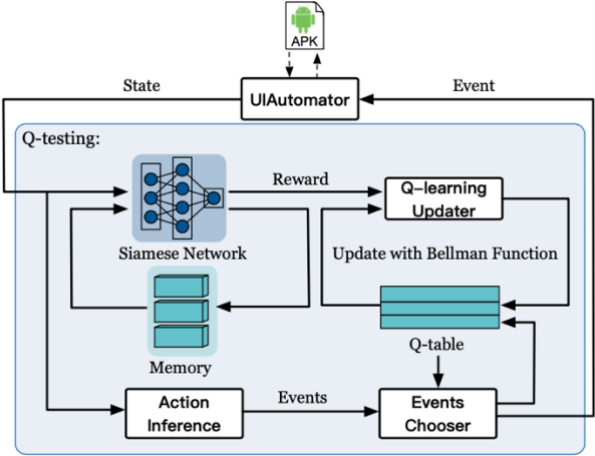 APK
State
UIAutomator
Event
Q-testing:
Reward
Q-learning
Updater
Siamese Network
Update with Bellman Function
Memory
Q-table
Action
Inference
Events
Events
Chooser